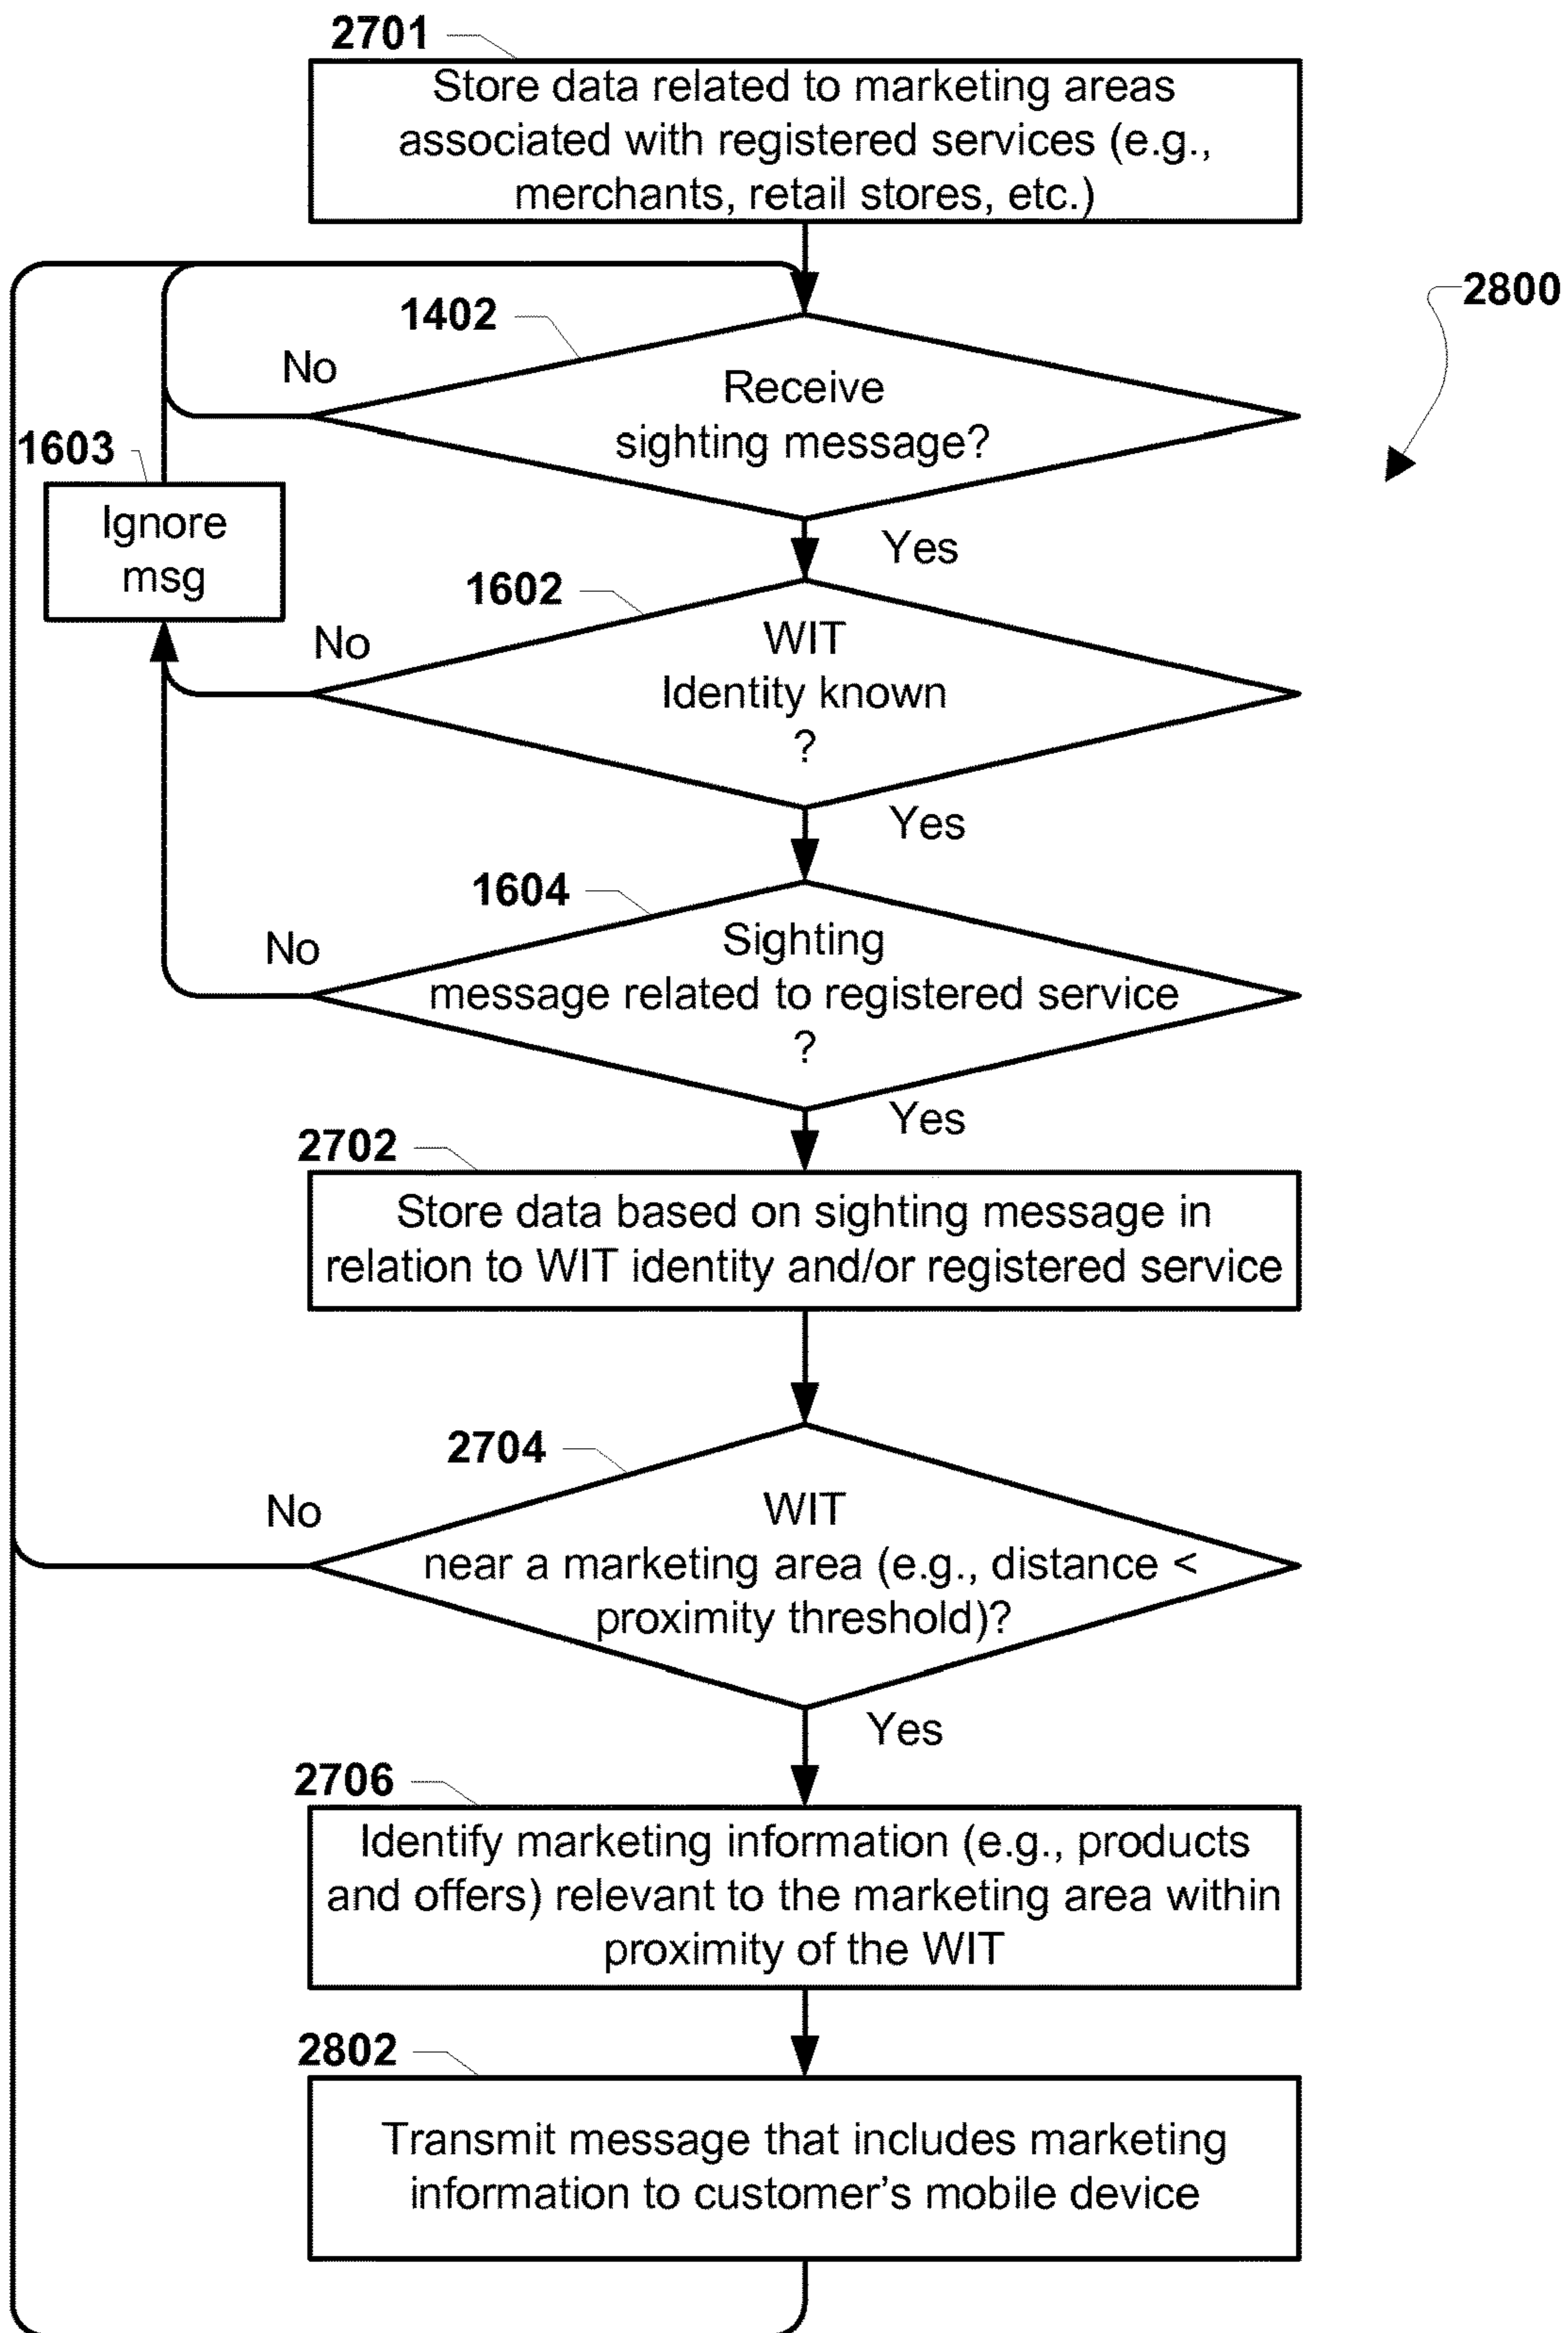 2701
Store data related to marketing areas
associated with registered services (e.g.,
merchants, retail stores, etc.)
2800
1402
No
Receive
sighting message?
1603
Ignore
msg
Yes
1602
No
WIT
Identity known
?
Yes
1604
No
Sighting
message related to registered service
?
Yes
2702
Store data based on sighting message in
relation to WIT identity and/or registered service
2704
No
WIT
near a marketing area (e.g., distance <
proximity threshold)?
Yes
2706
Identify marketing information (e.g., products
and offers) relevant to the marketing area within
proximity of the WIT
2802
Transmit message that includes marketing
information to customer’s mobile device